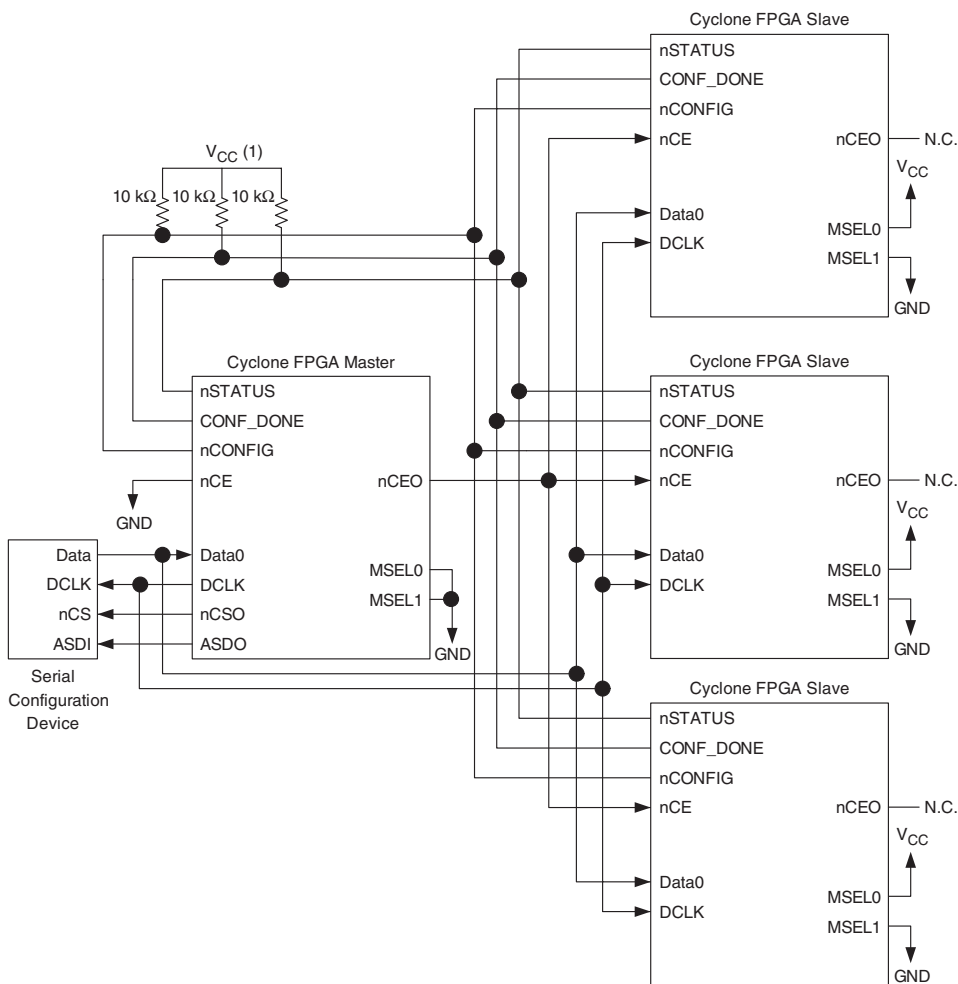 Cyclone FPGA Slave
nSTATUS
CONF_DONE
nCONFIG
nCE
nCEO
N.C.
VCC
Data0
DCLK
MSEL0
MSEL1
GND
VCC (1)
10 kΩ
10 kΩ
10 kΩ
Cyclone FPGA Master
nSTATUS
CONF_DONE
nCONFIG
nCE
nCEO
GND
Data0
DCLK
nCSO
ASDO
MSEL0
MSEL1
GND
Data
DCLK
nCS
ASDI
Serial
Configuration
Device
Cyclone FPGA Slave
nSTATUS
CONF_DONE
nCONFIG
nCE
nCEO
N.C.
VCC
Data0
DCLK
MSEL0
MSEL1
GND
Cyclone FPGA Slave
nSTATUS
CONF_DONE
nCONFIG
nCE
nCEO
N.C.
VCC
Data0
DCLK
MSEL0
MSEL1
GND